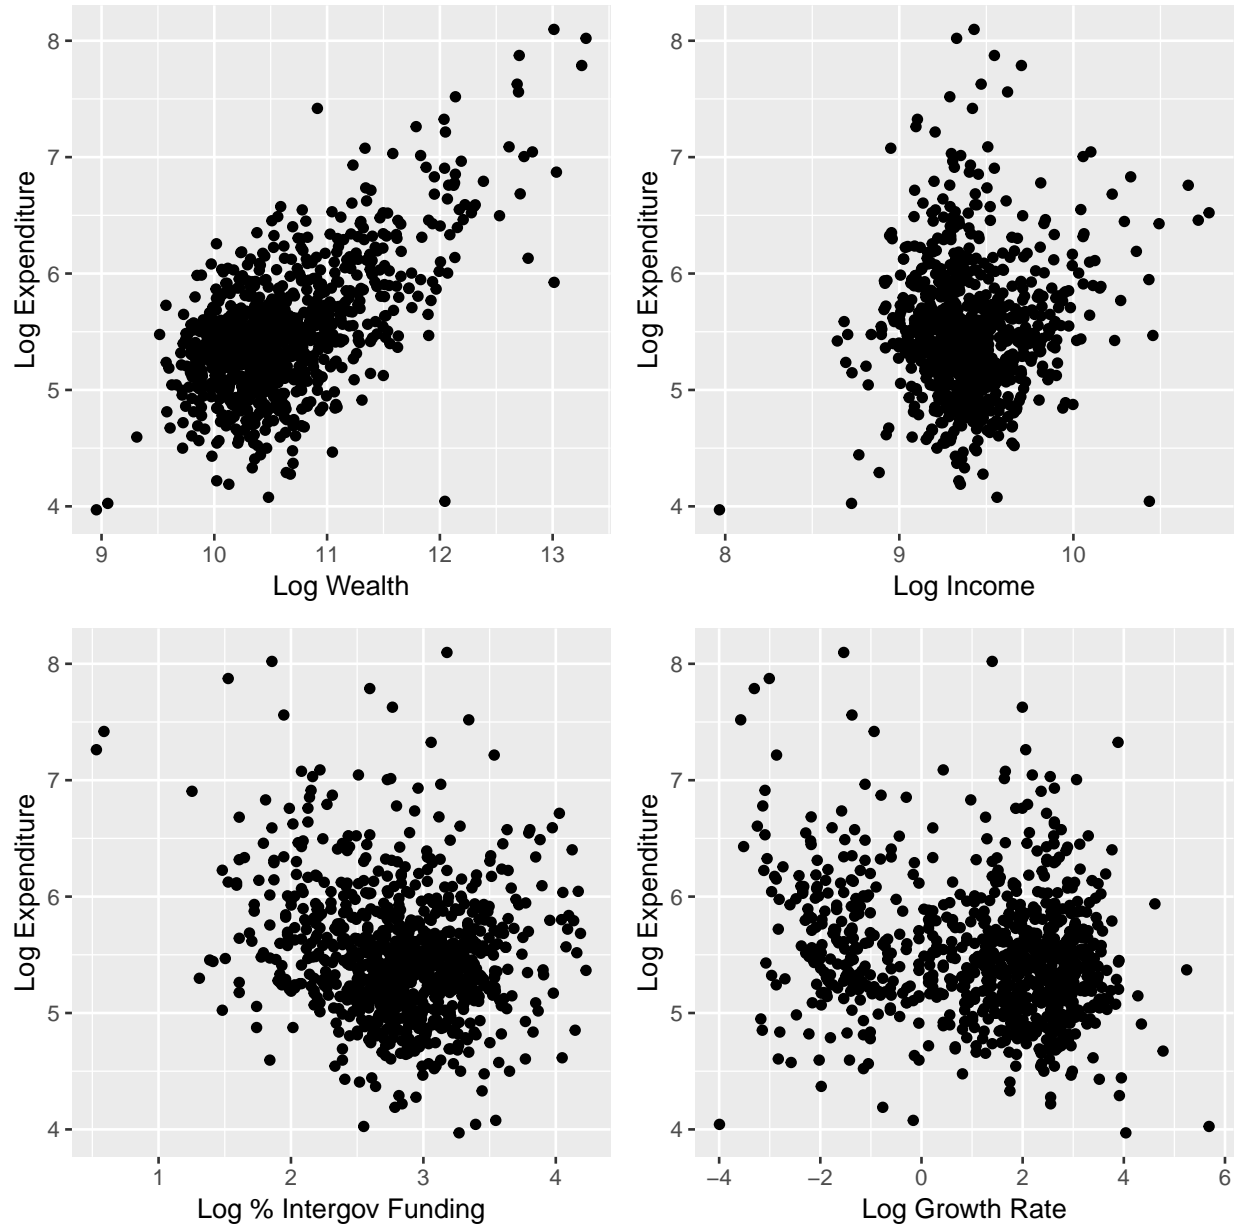 8
7
6
5
4
Log Expenditure
9 10 11 12 13
Log Wealth
8
7
6
5
4
Log Expenditure
8 9 10
Log Income
8
7
6
5
4
Log Expenditure
1 2 3 4
Log % Intergov Funding
8
7
6
5
4
Log Expenditure
−4 −2 0 2 4 6
Log Growth Rate